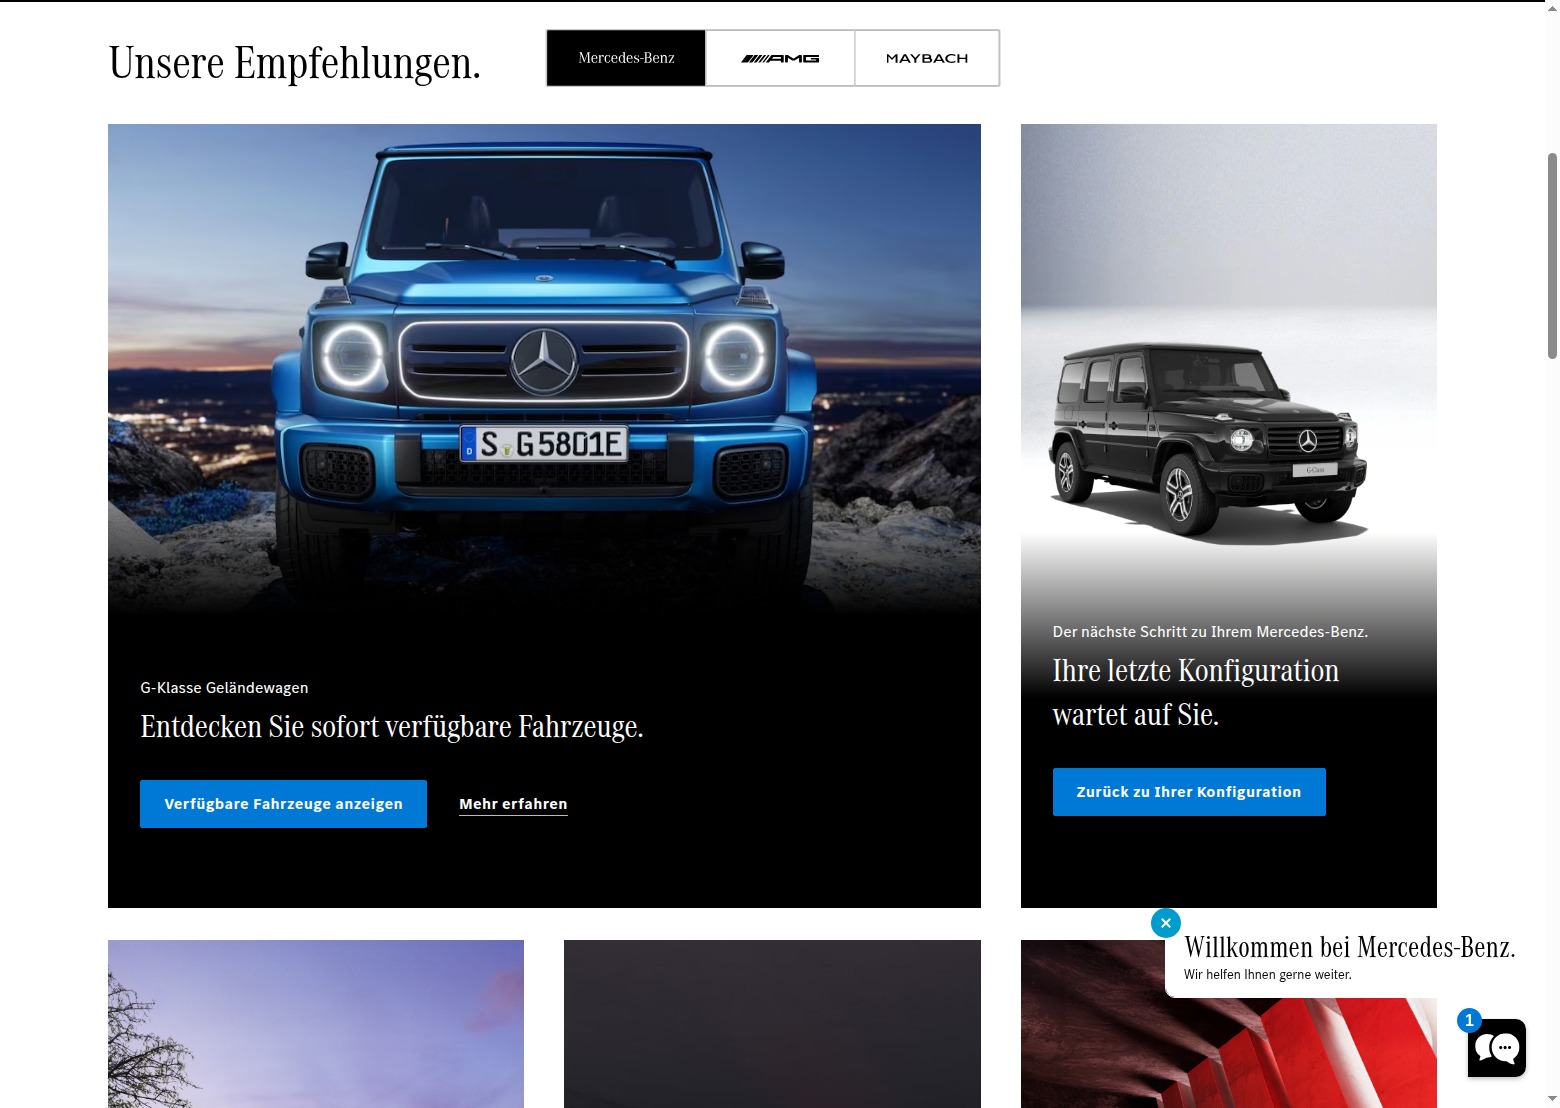 Unsere Empfehlungen.
Mercedes-Benz
AMG
MAYBACH
S G 5801E
D
G-Class
G-Klasse Geländewagen
Entdecken Sie sofort verfügbare Fahrzeuge.
Verfügbare Fahrzeuge anzeigen
Mehr erfahren
Der nächste Schritt zu Ihrem Mercedes-Benz.
Ihre letzte Konfiguration
wartet auf Sie.
Zurück zu Ihrer Konfiguration
Willkommen bei Mercedes-Benz.
Wir helfen Ihnen gerne weiter.
1